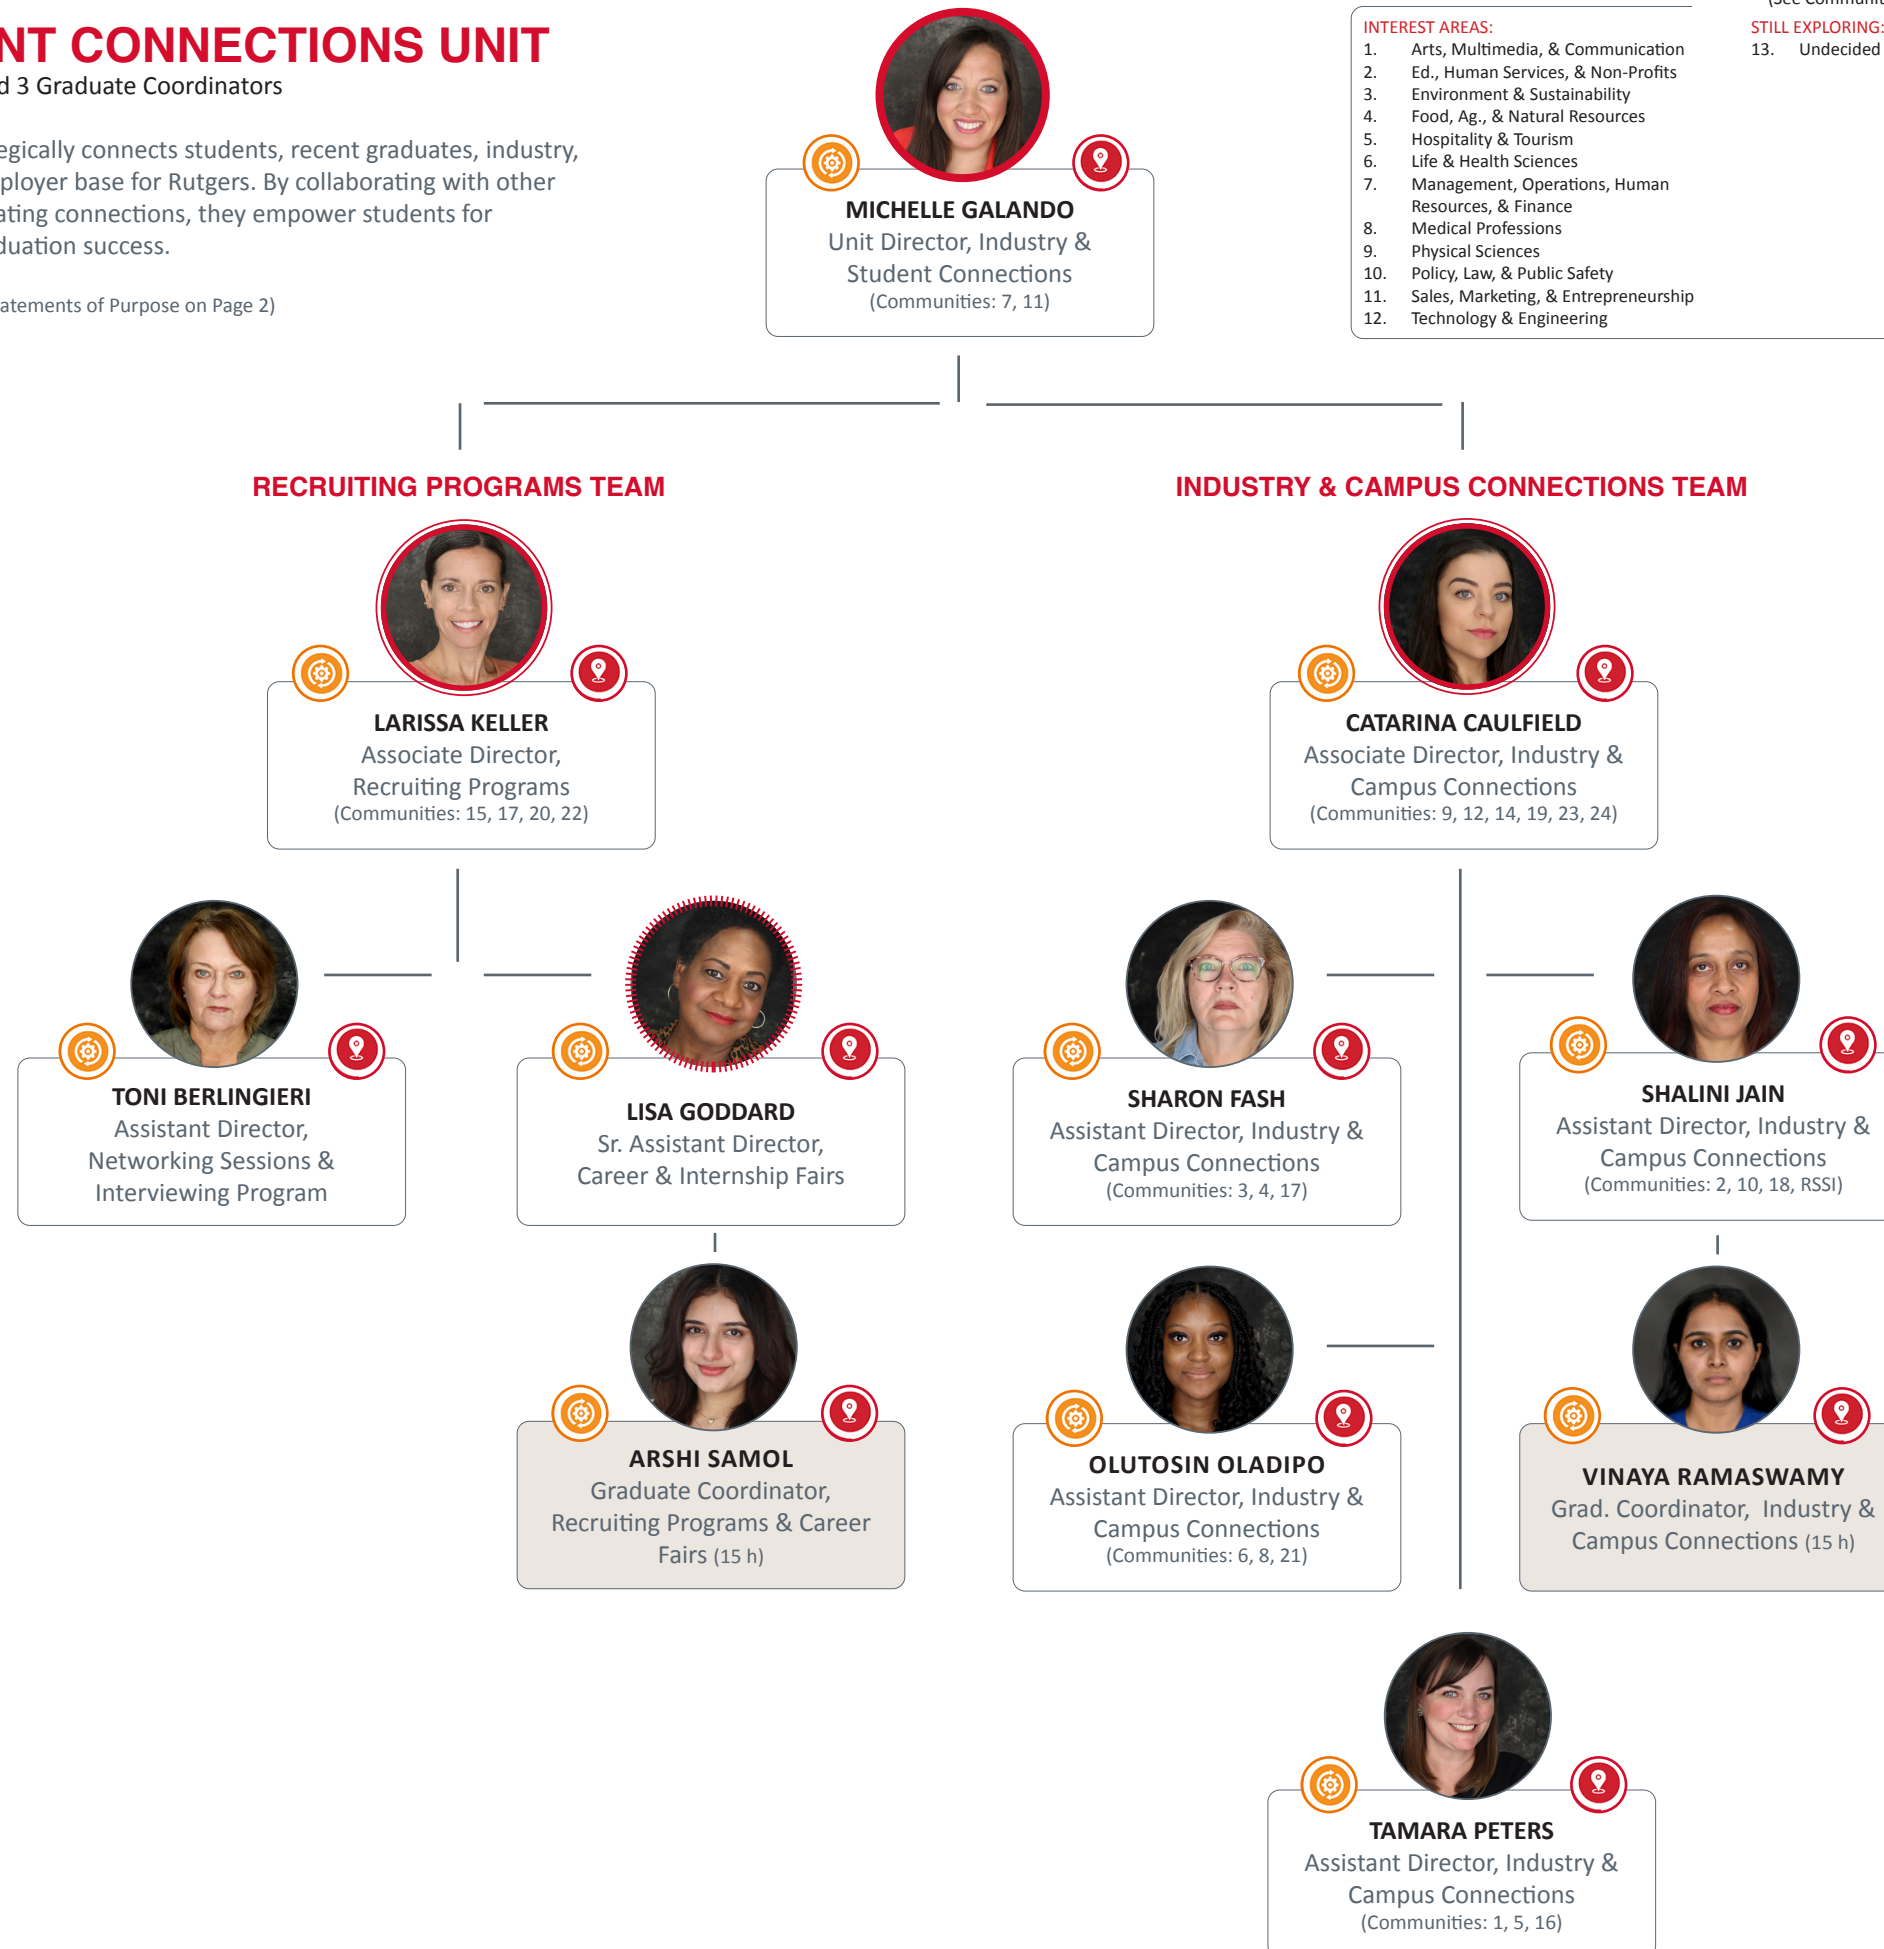 NT CONNECTIONS UNIT
d 3 Graduate Coordinators
egically connects students, recent graduates, industry,
ployer base for Rutgers. By collaborating with other
ating connections, they empower students for
duation success.
atements of Purpose on Page 2)
INTEREST AREAS:
1. Arts, Multimedia, & Communication
2. Ed., Human Services, & Non-Profits
3. Environment & Sustainability
4. Food, Ag., & Natural Resources
5. Hospitality & Tourism
6. Life & Health Sciences
7. Management, Operations, Human
Resources, & Finance
8. Medical Professions
9. Physical Sciences
10. Policy, Law, & Public Safety
11. Sales, Marketing, & Entrepreneurship
12. Technology & Engineering
(See Communit
STILL EXPLORING:
13. Undecided
MICHELLE GALANDO
Unit Director, Industry &
Student Connections
(Communities: 7, 11)
RECRUITING PROGRAMS TEAM
LARISSA KELLER
Associate Director,
Recruiting Programs
(Communities: 15, 17, 20, 22)
TONI BERLINGIERI
Assistant Director,
Networking Sessions &
Interviewing Program
LISA GODDARD
Sr. Assistant Director,
Career & Internship Fairs
ARSHI SAMOL
Graduate Coordinator,
Recruiting Programs & Career
Fairs (15 h)
INDUSTRY & CAMPUS CONNECTIONS TEAM
CATARINA CAULFIELD
Associate Director, Industry &
Campus Connections
(Communities: 9, 12, 14, 19, 23, 24)
SHARON FASH
Assistant Director, Industry &
Campus Connections
(Communities: 3, 4, 17)
SHALINI JAIN
Assistant Director, Industry &
Campus Connections
(Communities: 2, 10, 18, RSSI)
OLUTOSIN OLADIPO
Assistant Director, Industry &
Campus Connections
(Communities: 6, 8, 21)
VINAYA RAMASWAMY
Grad. Coordinator, Industry &
Campus Connections (15 h)
TAMARA PETERS
Assistant Director, Industry &
Campus Connections
(Communities: 1, 5, 16)